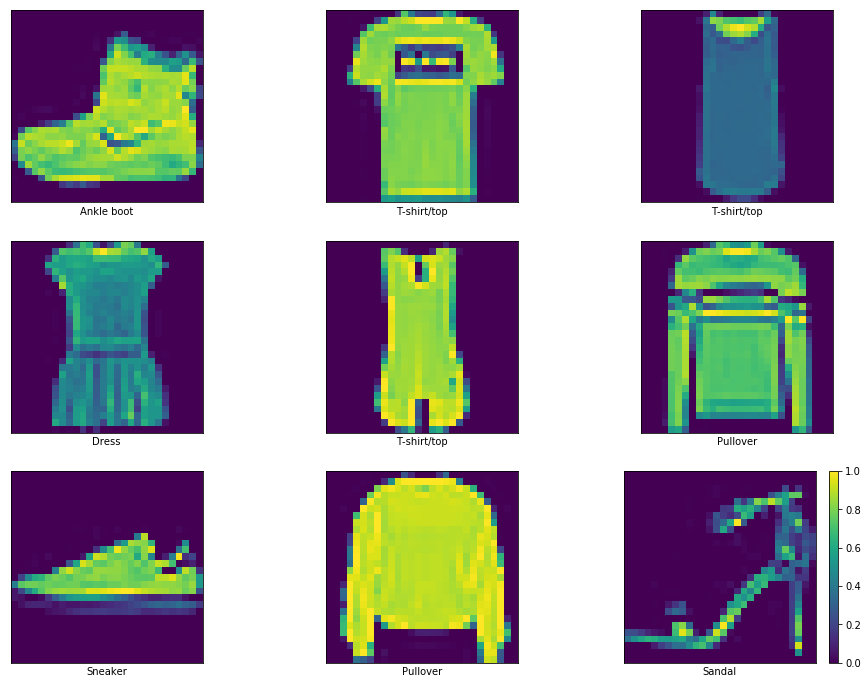 Ankle boot
T-shirt/top
T-shirt/top
Dress
T-shirt/top
Pullover
Sneaker
Pullover
Sandal
1.0
0.8
0.6
0.4
0.2
0.0